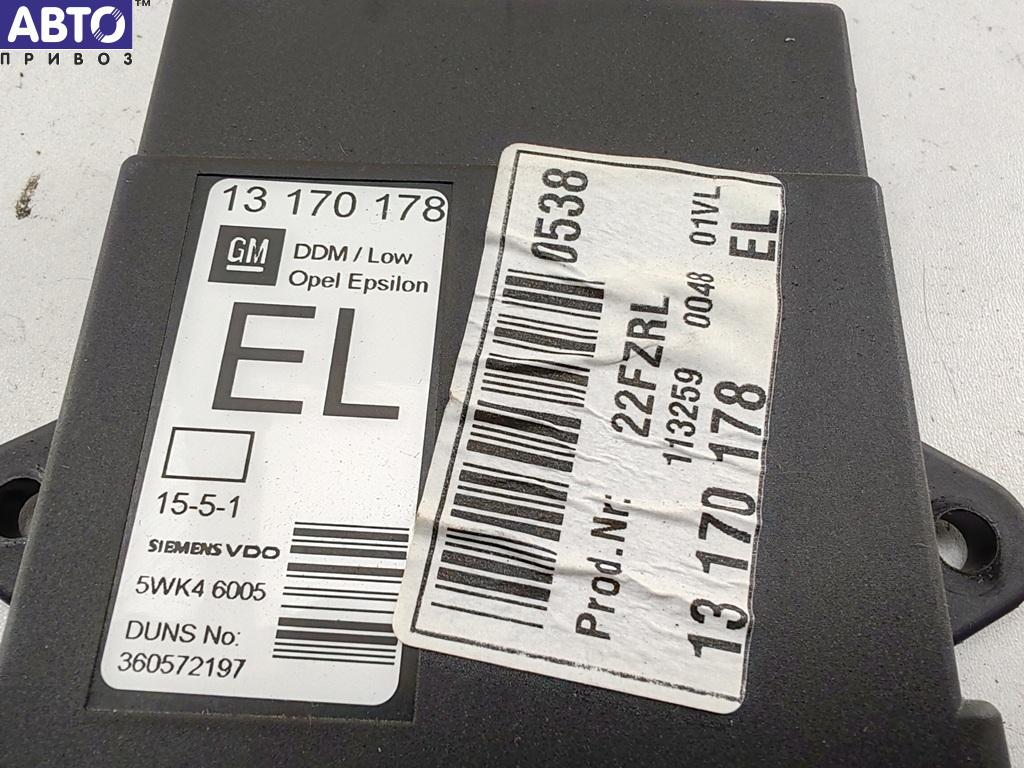 АВТО™
ПРИВОЗ
13 170 178
GM
DDM / Low
Opel Epsilon
EL
15-5-1
SIEMENS VDO
5WK4 6005
DUNS No:
360572197
0538
Prod.Nr: 22FZRL
113259 0048 01VL
13 170 178 EL